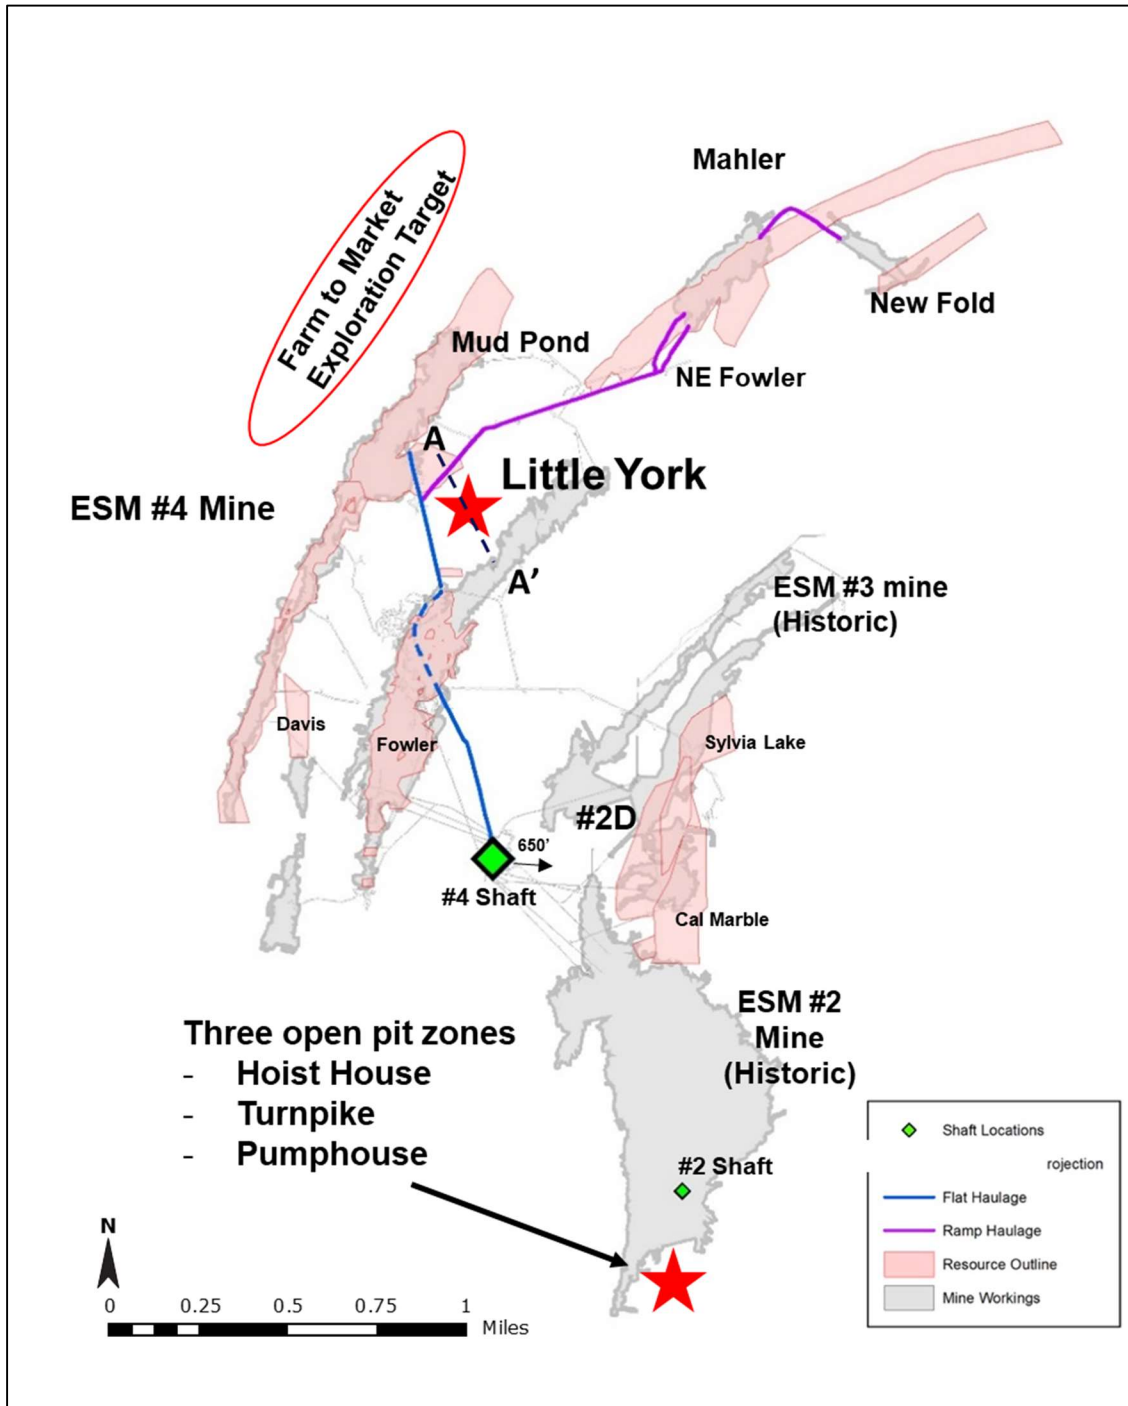 Mahler
Farm to Market
Exploration Target
New Fold
Mud Pond
NE Fowler
A
Little York
ESM #4 Mine
A’
ESM #3 mine
(Historic)
Davis
Fowler
Sylvia Lake
#2D
650’
#4 Shaft
Cal Marble
ESM #2
Mine
(Historic)
Three open pit zones
- Hoist House
- Turnpike
- Pumphouse
#2 Shaft
Shaft Locations
rojection
Flat Haulage
Ramp Haulage
Resource Outline
Mine Workings
N
0 0.25 0.5 0.75 1
Miles